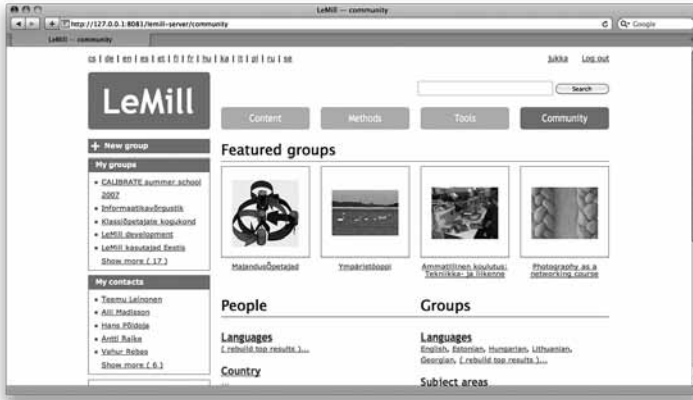 LeMill — community
http://127.0.0.1:8081/lemill-server/community
Google
LeMill — community
cs | de | en | es | et | fi | fr | hu | ka | lt | pl | ru | se
Jukka Log out
Search
LeMill
Content Methods Tools Community
New group
My groups
CALIBRATE summer school
2007
Informaatikavõrgustik
Klassiõpetajate kogukond
LeMill development
LeMill kasutajad Eestis
Show more ( 17 )
My contacts
Teemu Leinonen
Hans Põldoja
Antti Raike
Show more ( 6 )
Featured groups
MajandusÕpetajad
Ympäristöoppi
Ammatillinen koulutus:
Tekniikka- ja liikenne
Photography as a
networking course
People
Languages
( rebuild top results )...
Country
...
Groups
Languages
English, Estonian, Hungarian, Lithuanian,
Georgian, ( rebuild top results )...
Subject areas